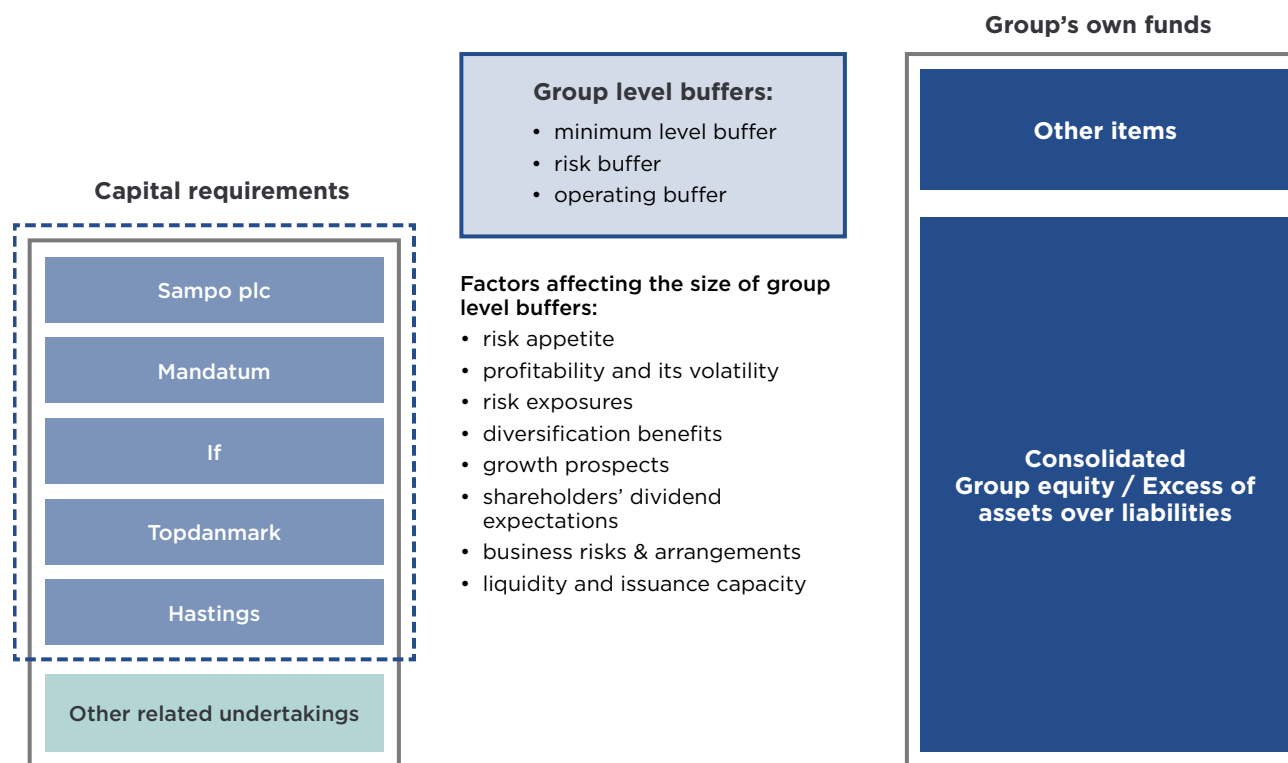 Capital requirements
Sampo plc
Mandatum
If
Topdanmark
Hastings
Other related undertakings
Group level buffers:
• minimum level buffer
• risk buffer
• operating buffer
Factors affecting the size of group
level buffers:
• risk appetite
• profitability and its volatility
• risk exposures
• diversification benefits
• growth prospects
• shareholders’ dividend
expectations
• business risks & arrangements
• liquidity and issuance capacity
Group’s own funds
Other items
Consolidated
Group equity / Excess of
assets over liabilities